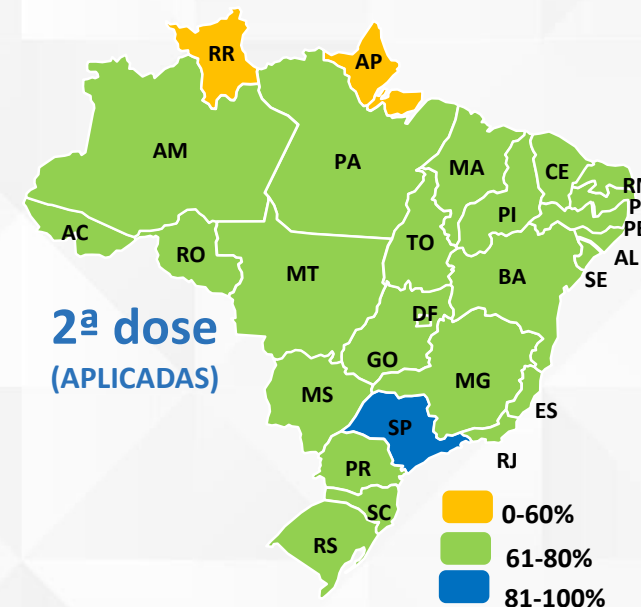 RR
AP
AM
PA
MA
CE
PI
AC
RO
TO
MT
BA
AL
SE
DF
2ª dose
(APLICADAS)
GO
MG
MS
ES
SP
RJ
PR
SC
RS
0-60%
61-80%
81-100%